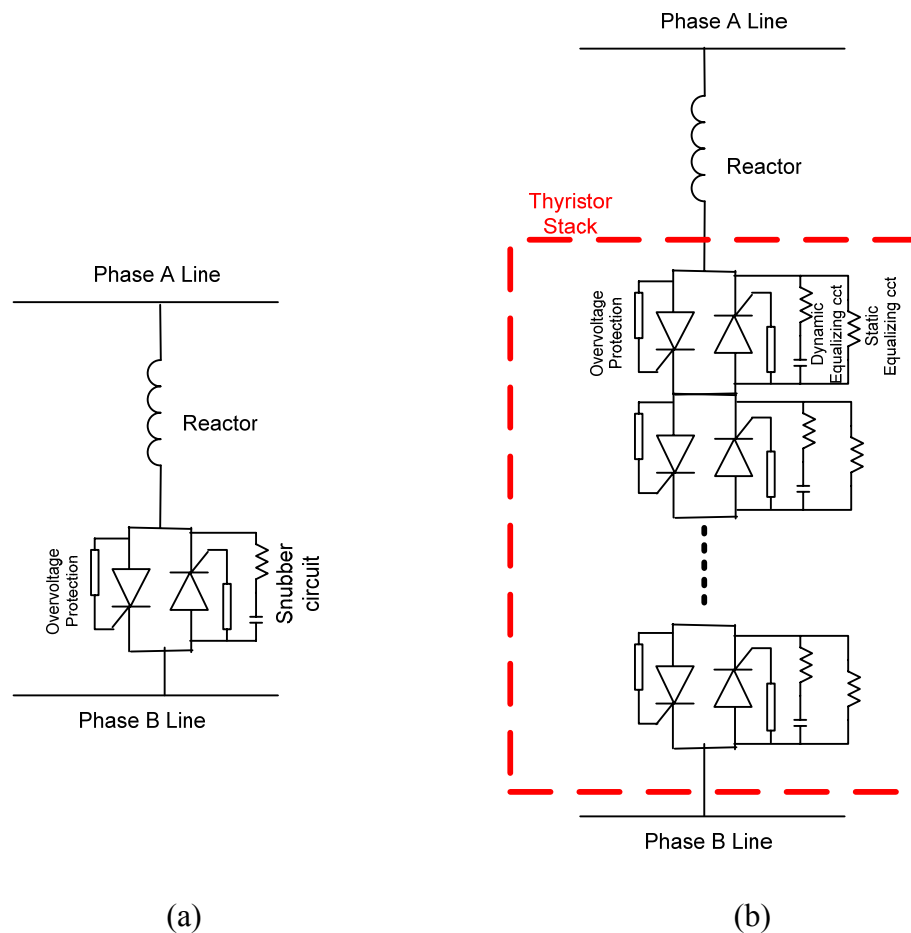 Phase A Line
Reactor
Overvoltage
Protection
Snubber
circuit
Phase B Line
(a)
Phase A Line
Reactor
Thyristor
Stack
Overvoltage
Protection
Dynamic
Equalizing cct
Static
Equalizing cct
Phase B Line
(b)